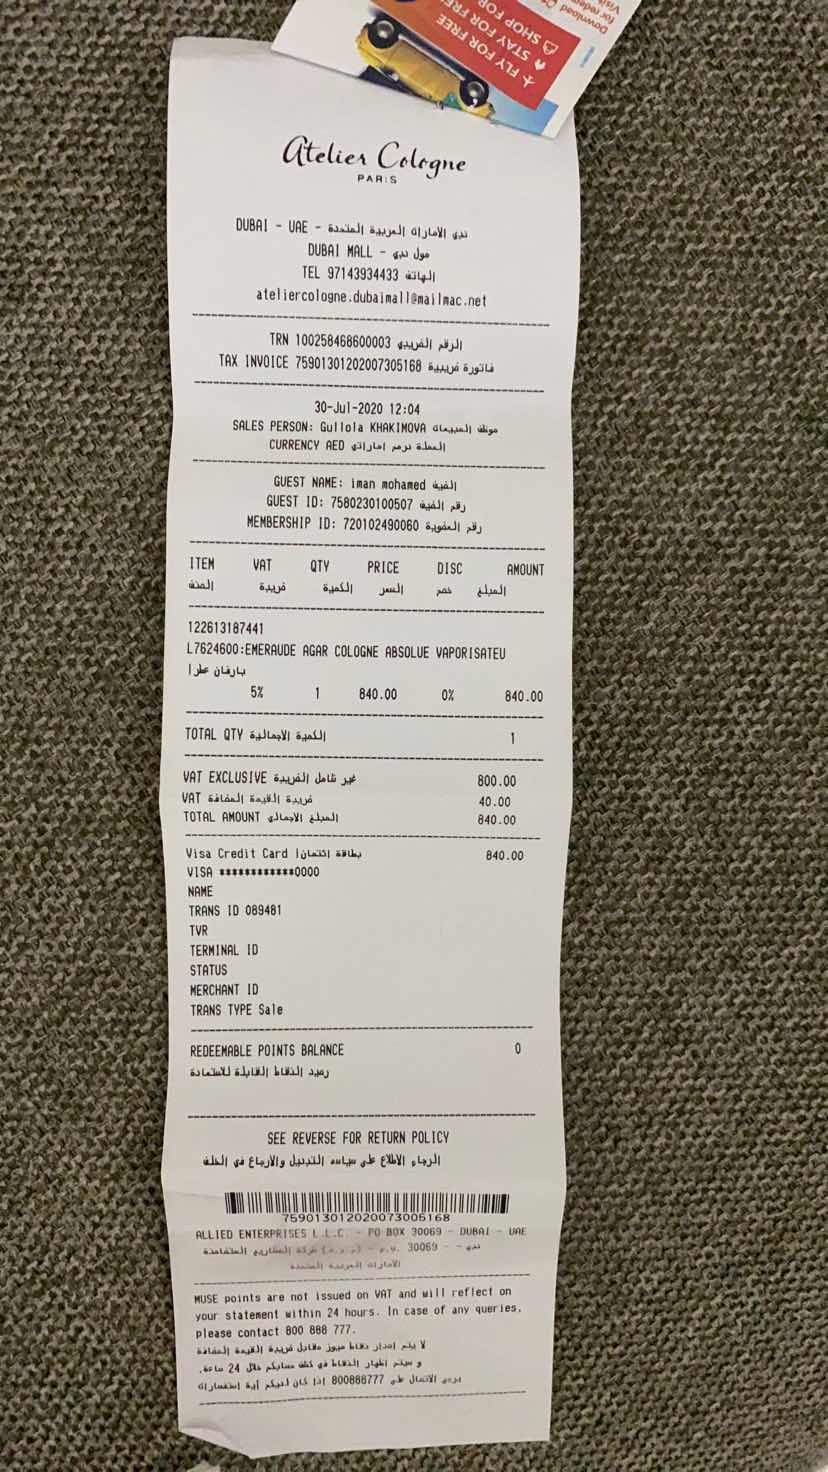 Download
Visit
for redem
FLY FOR FREE
STAY FOR FREE
SHOP FOR
Atelier Cologne
PARIS
DUBAI - UAE - دبي الامارات العربية المتحدة
DUBAI MALL - مول دبي
TEL 97143934433 الهاتف
ateliercologne.dubaimall@mailmac.net
TRN 100258468600003 الرقم الضريبي
TAX INVOICE 759013012020073005168 فاتورة ضريبية
30-Jul-2020 12:04
SALES PERSON: Gullola KHAKIMOVA موظف المبيعات
CURRENCY AED العملة درهم اماراتي
GUEST NAME: iman mohamed الضيف
GUEST ID: 7580230100507 رقم الضيف
MEMBERSHIP ID: 720102490060 رقم العضوية
ITEM VAT QTY PRICE DISC AMOUNT
الصنف ضريبة الكمية السعر خصم المبلغ
122613187441
L7624600:EMERAUDE AGAR COLOGNE ABSOLUE VAPORISATEU
بارفان عطرا
5% 1 840.00 0% 840.00
TOTAL QTY الكمية الاجمالية 1
VAT EXCLUSIVE غير شامل الضريبة 800.00
VAT ضريبة القيمة المضافة 40.00
TOTAL AMOUNT المبلغ الاجمالي 840.00
Visa Credit Card بطاقة إئتمان 840.00
VISA ************0000
NAME
TRANS ID 089481
TVR
TERMINAL ID
STATUS
MERCHANT ID
TRANS TYPE Sale
REDEEMABLE POINTS BALANCE 0
رصيد النقاط القابلة للاستعادة
SEE REVERSE FOR RETURN POLICY
الرجاء الاطلاع على سياسة التبديل والارجاع في الخلف
759013012020073005168
ALLIED ENTERPRISES L.L.C. - PO BOX 30069 - DUBAI - UAE
شركة المشاريع المتضامنة (ذ.م.م) - ص.ب. 30069 - دبي -
الامارات العربية المتحدة
MUSE points are not issued on VAT and will reflect on
your statement within 24 hours. In case of any queries,
please contact 800 888 777.
لا يتم إصدار نقاط ميوز مقابل ضريبة القيمة المضافة
و سيتم اظهار النقاط في كشف حسابكم خلال 24 ساعة.
يرجى الاتصال على 800888777 إذا كان لديكم أية استفسارات